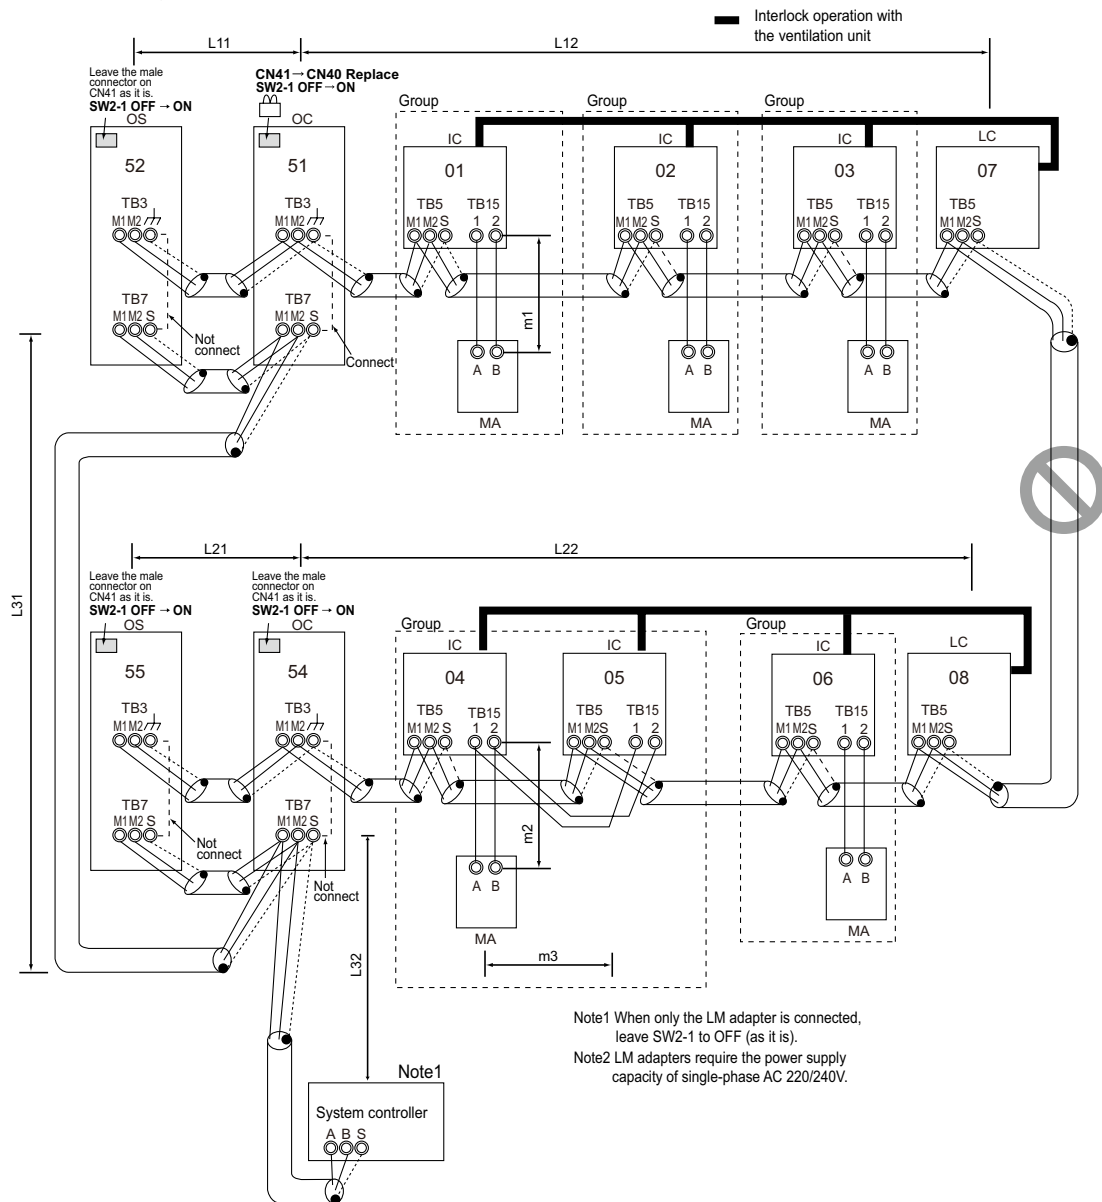 Interlock operation with
the ventilation unit
L11
L12
Leave the male
connector on
CN41 as it is.
SW2-1 OFF → ON
CN41→CN40 Replace
SW2-1 OFF→ON
OS
OC
Group
Group
Group
IC
IC
IC
LC
52
51
01
02
03
07
TB3
TB3
TB5
TB15
TB5
TB15
TB5
TB15
TB5
M1 M2
M1 M2
M1 M2 S
1 2
M1 M2 S
1 2
M1 M2 S
1 2
M1 M2 S
TB7
TB7
M1 M2 S
M1 M2 S
Not
connect
Connect
m1
A B
A B
A B
MA
MA
MA
L31
L21
L22
Leave the male
connector on
CN41 as it is.
SW2-1 OFF → ON
Leave the male
connector on
CN41 as it is.
SW2-1 OFF → ON
OS
OC
Group
Group
IC
IC
IC
LC
55
54
04
05
06
08
TB3
TB3
TB5
TB15
TB5
TB15
TB5
TB15
TB5
M1 M2
M1 M2
M1 M2 S
1 2
M1 M2 S
1 2
M1 M2 S
1 2
M1 M2 S
TB7
TB7
M1 M2 S
M1 M2 S
Not
connect
Not
connect
m2
A B
A B
MA
MA
m3
L32
Note1 When only the LM adapter is connected,
leave SW2-1 to OFF (as it is).
Note2 LM adapters require the power supply
capacity of single-phase AC 220/240V.
Note1
System controller
A B S